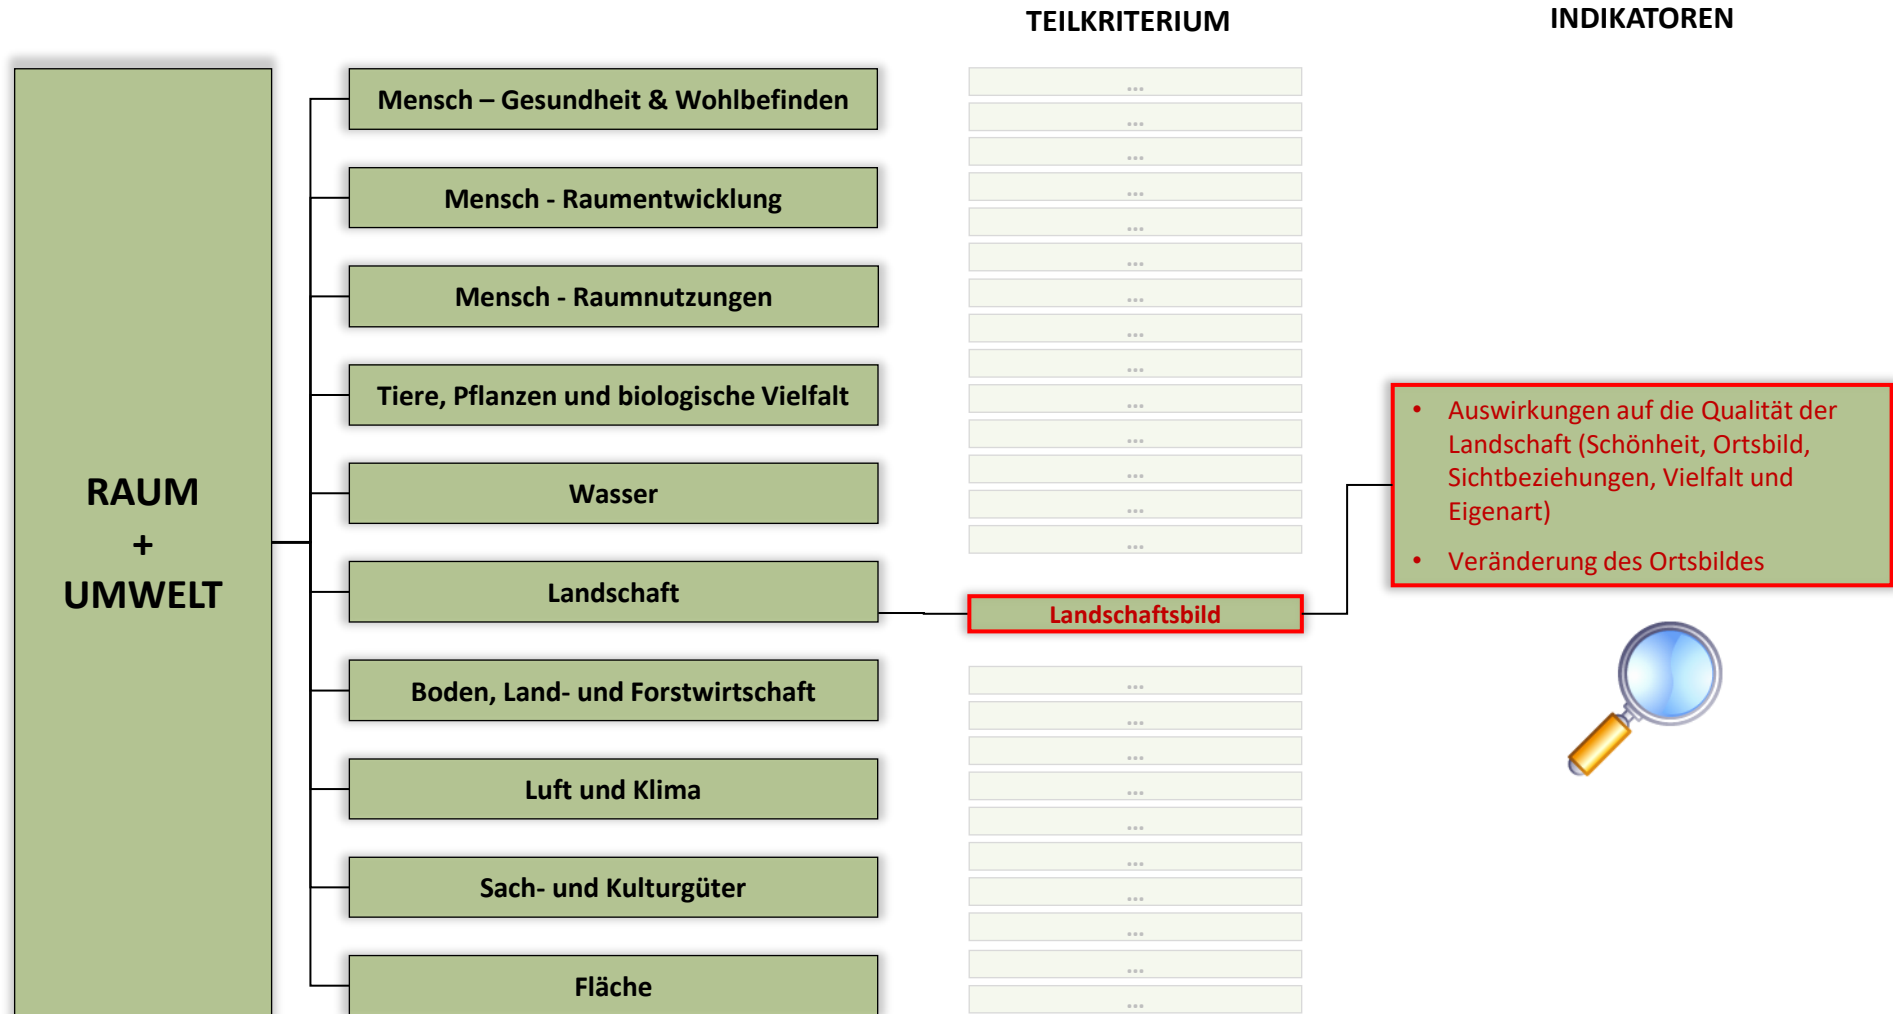 TEILKRITERIUM
INDIKATOREN
RAUM
+
UMWELT
Mensch – Gesundheit & Wohlbefinden
Mensch - Raumentwicklung
Mensch - Raumnutzungen
Tiere, Pflanzen und biologische Vielfalt
Wasser
Landschaft
Boden, Land- und Forstwirtschaft
Luft und Klima
Sach- und Kulturgüter
Fläche
...
...
...
...
...
...
...
...
...
...
...
...
...
...
Landschaftsbild
...
...
...
...
...
...
...
...
...
...
• Auswirkungen auf die Qualität der
Landschaft (Schönheit, Ortsbild,
Sichtbeziehungen, Vielfalt und
Eigenart)
• Veränderung des Ortsbildes